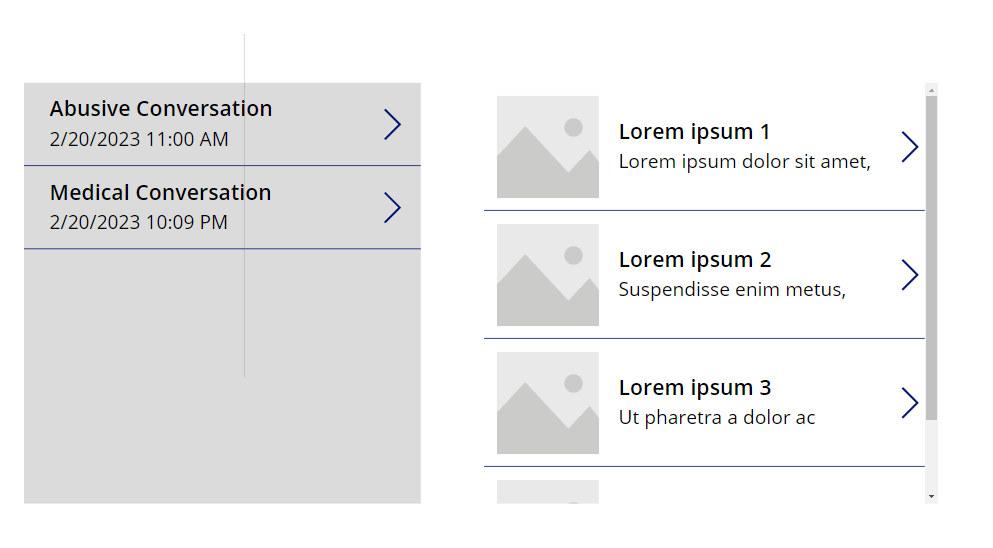 Abusive Conversation
2/20/2023 11:00 AM
Medical Conversation
2/20/2023 10:09 PM
Lorem ipsum 1
Lorem ipsum dolor sit amet,
Lorem ipsum 2
Suspendisse enim metus,
Lorem ipsum 3
Ut pharetra a dolor ac